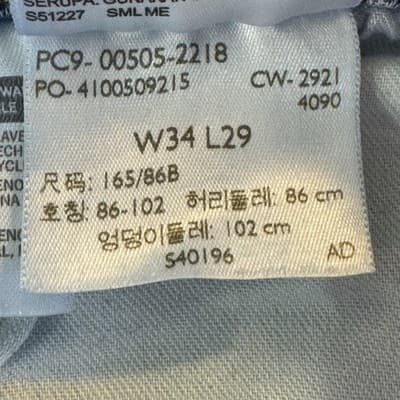 S51227 SML ME
PC9- 00505-2218
PO- 4100509215 CW- 2921
4090
W34 L29
尺码: 165/86B
호칭: 86-102 허리둘레: 86 cm
엉덩이둘레: 102 cm
S40196 AD